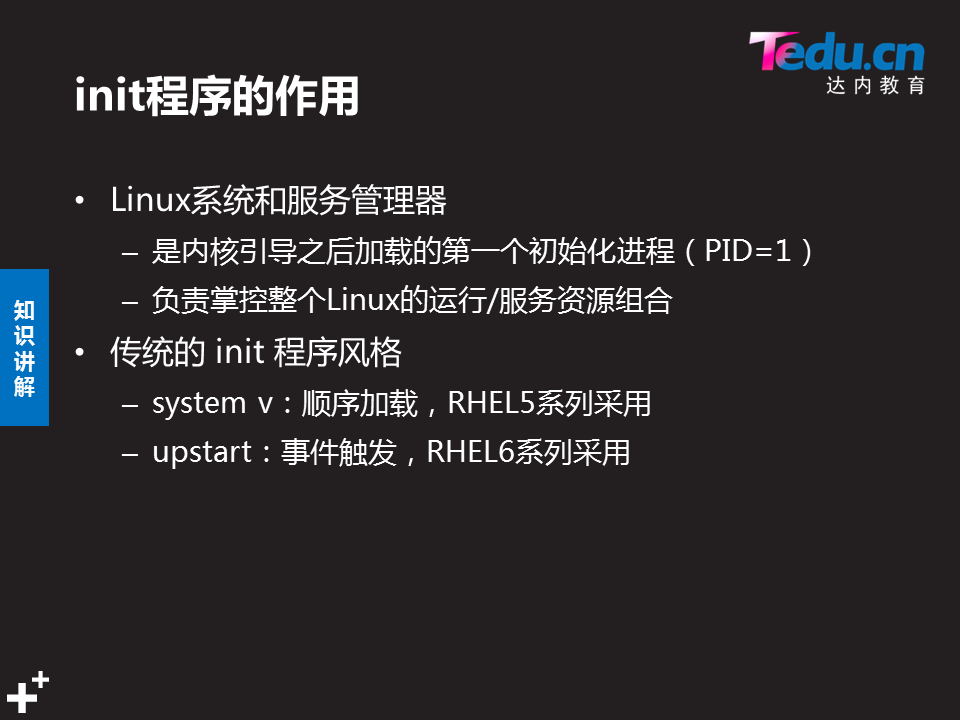 Tedu.cn
达内教育
init程序的作用
• Linux系统和服务管理器
– 是内核引导之后加载的第一个初始化进程（PID=1）
– 负责掌控整个Linux的运行/服务资源组合
• 传统的 init 程序风格
– system v：顺序加载，RHEL5系列采用
– upstart：事件触发，RHEL6系列采用
知识讲解